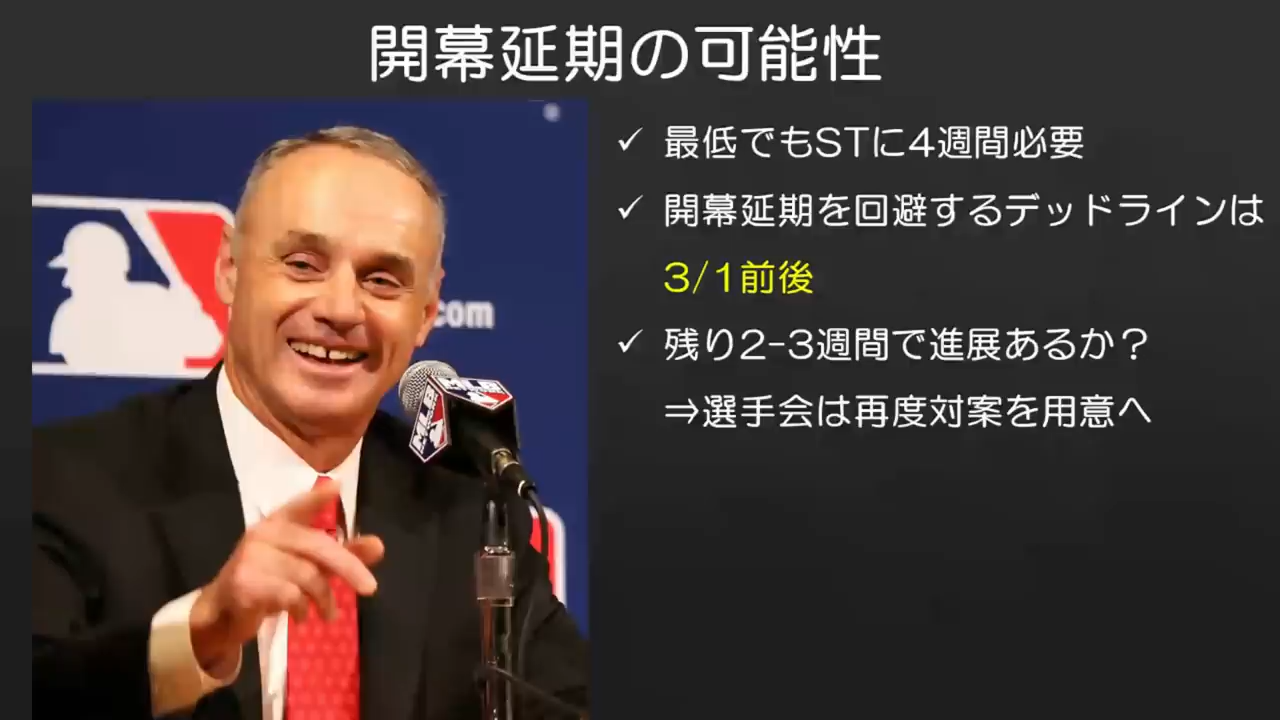 開幕延期の可能性
✓ 最低でもSTに4週間必要
✓ 開幕延期を回避するデッドラインは
3/1前後
✓ 残り2-3週間で進展あるか？
⇒選手会は再度対案を用意へ
.com
MLB
MLB